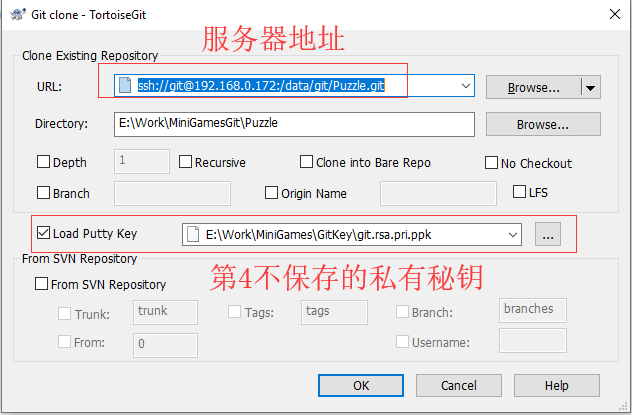 Git clone - TortoiseGit
服务器地址
Clone Existing Repository
URL: ssh://git@192.168.0.172:/data/git/Puzzle.git Browse...
Directory: E:\Work\MiniGamesGit\Puzzle Browse...
Depth 1 Recursive Clone into Bare Repo No Checkout
Branch Origin Name LFS
Load Putty Key E:\Work\MiniGames\GitKey\git.rsa.pri.ppk ...
第4不保存的私有秘钥
From SVN Repository
From SVN Repository
Trunk: trunk Tags: tags Branch: branches
From: 0 Username:
OK Cancel Help